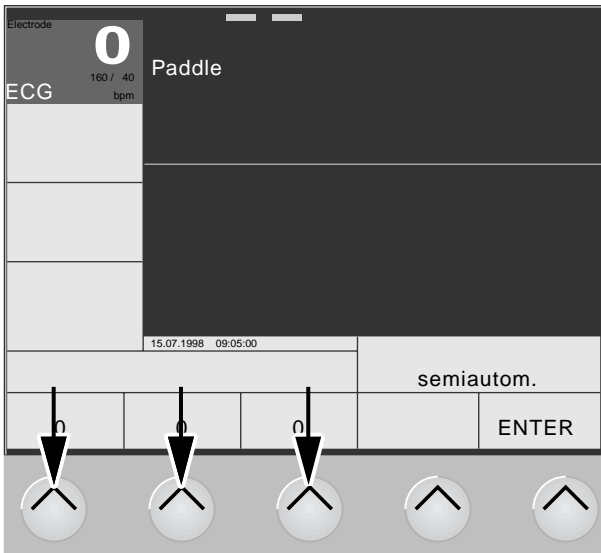 Electrode
0
160 / 40
ECG
bpm
Paddle
15.07.1998 09:05:00
semiautom.
0 0 0 ENTER